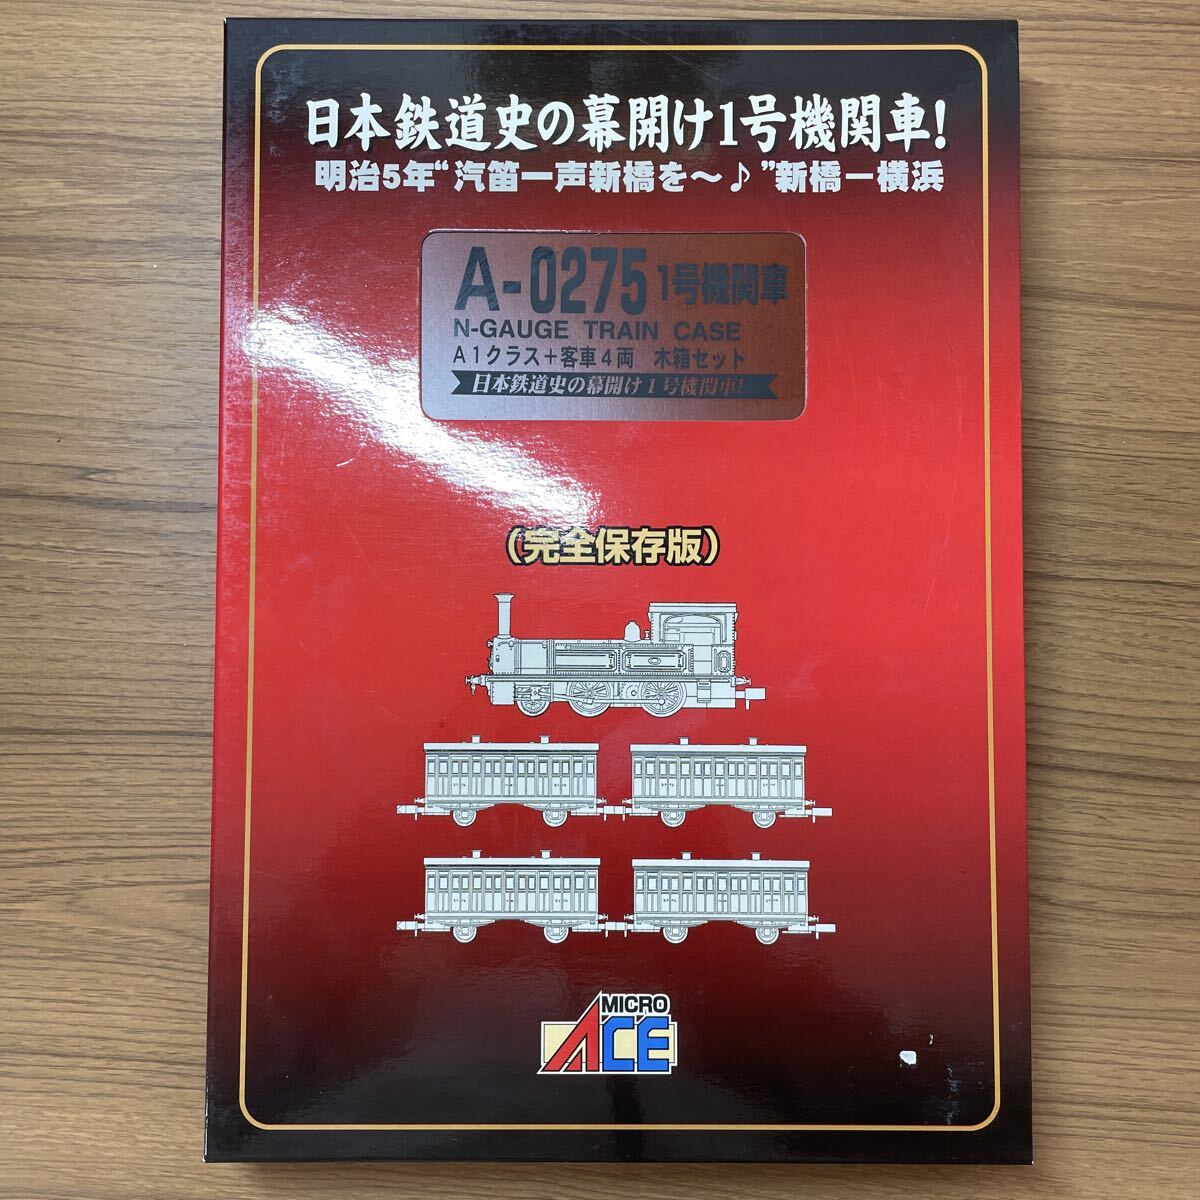 日本鉄道史の幕開け1号機関車!
明治5年“汽笛一声新橋を〜♪”新橋ー横浜
A-0275 1号機関車
N-GAUGE TRAIN CASE
A1クラス+客車4両 木箱セット
日本鉄道史の幕開け1号機関車!
(完全保存版)
MICRO
ACE